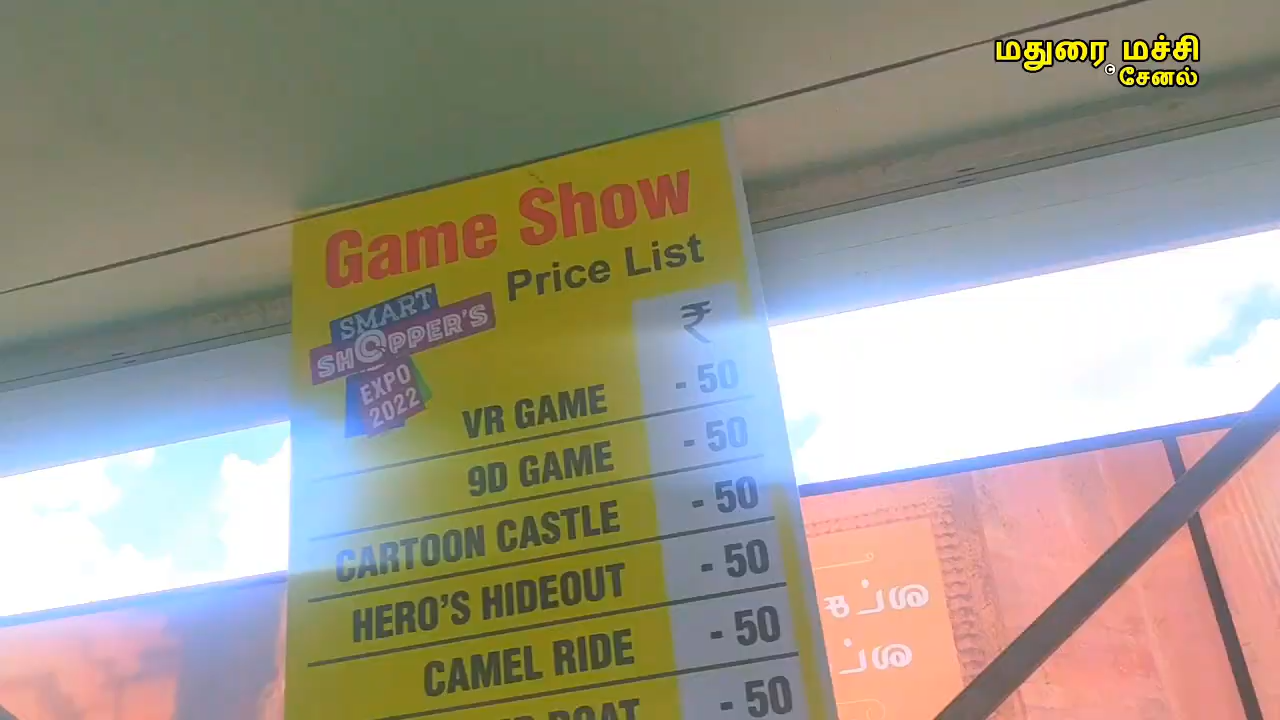 மதுரை மச்சி
© சேனல்
Game Show
Price List
SMART
SHOPPER'S
EXPO
2022
₹
VR GAME - 50
9D GAME - 50
CARTOON CASTLE - 50
HERO'S HIDEOUT - 50
CAMEL RIDE - 50
BOAT - 50